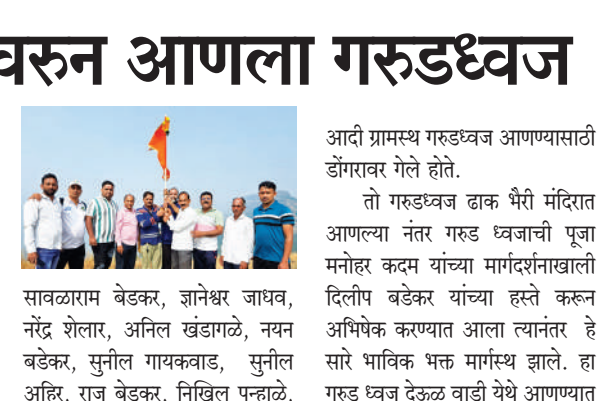 वरुन आणला गरुडध्वज
सावळाराम बेडकर, ज्ञानेश्वर जाधव,
नरेंद्र शेलार, अनिल खंडागळे, नयन
बडेकर, सुनील गायकवाड, सुनील
अहिर, राज बेडकर, निखिल पन्हाळे,
आदी ग्रामस्थ गरुडध्वज आणण्यासाठी
डोंगरावर गेले होते.
तो गरुडध्वज ढाक भैरी मंदिरात
आणल्या नंतर गरुड ध्वजाची पूजा
मनोहर कदम यांच्या मार्गदर्शनाखाली
दिलीप बडेकर यांच्या हस्ते करून
अभिषेक करण्यात आला त्यानंतर हे
सारे भाविक भक्त मार्गस्थ झाले. हा
गरुड ध्वज देऊळ वाडी येथे आणण्यात